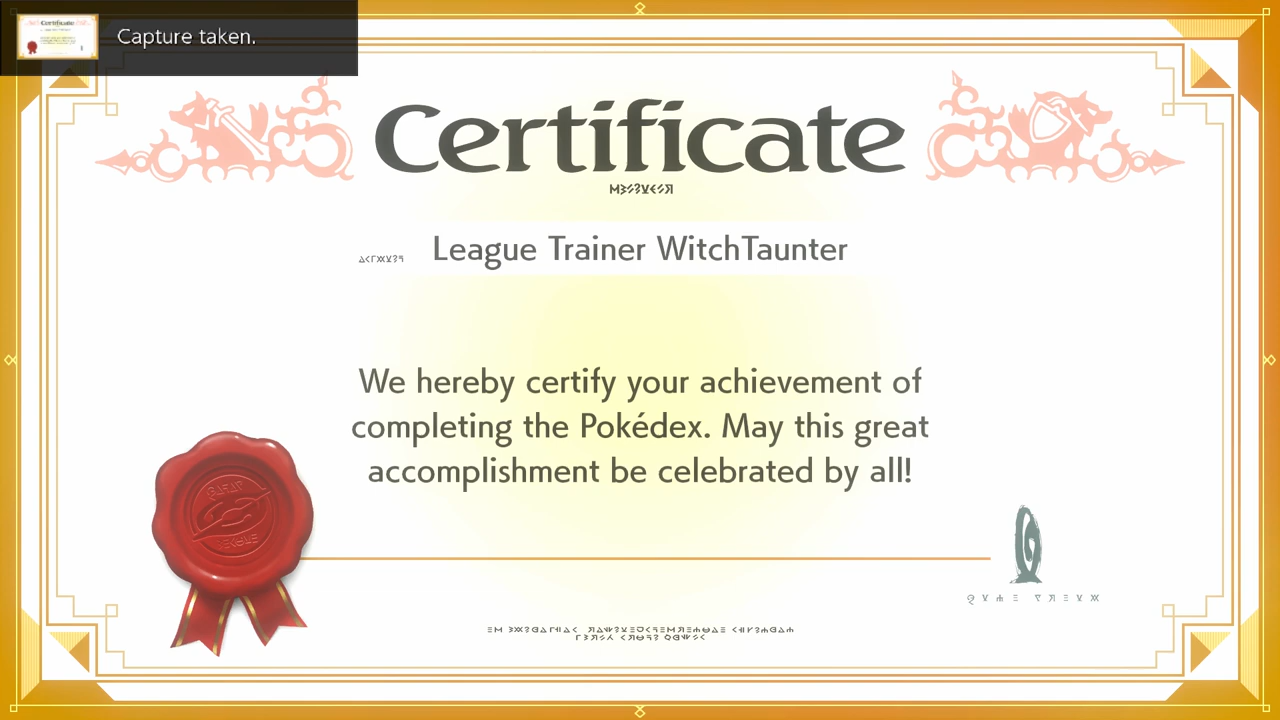 Capture taken.
Certificate
League Trainer WitchTaunter
We hereby certify your achievement of
completing the Pokédex. May this great
accomplishment be celebrated by all!